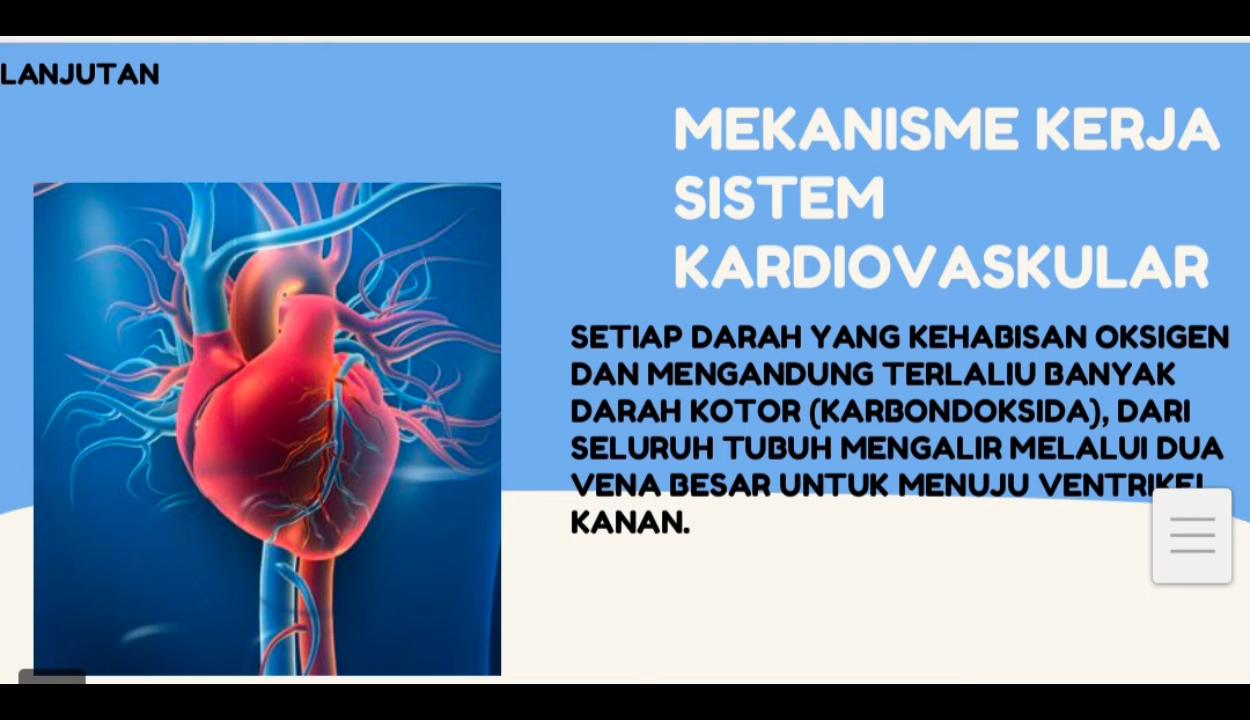 LANJUTAN
MEKANISME KERJA
SISTEM
KARDIOVASKULAR
SETIAP DARAH YANG KEHABISAN OKSIGEN
DAN MENGANDUNG TERLALIU BANYAK
DARAH KOTOR (KARBONDOKSIDA), DARI
SELURUH TUBUH MENGALIR MELALUI DUA
VENA BESAR UNTUK MENUJU VENTRIKEL
KANAN.